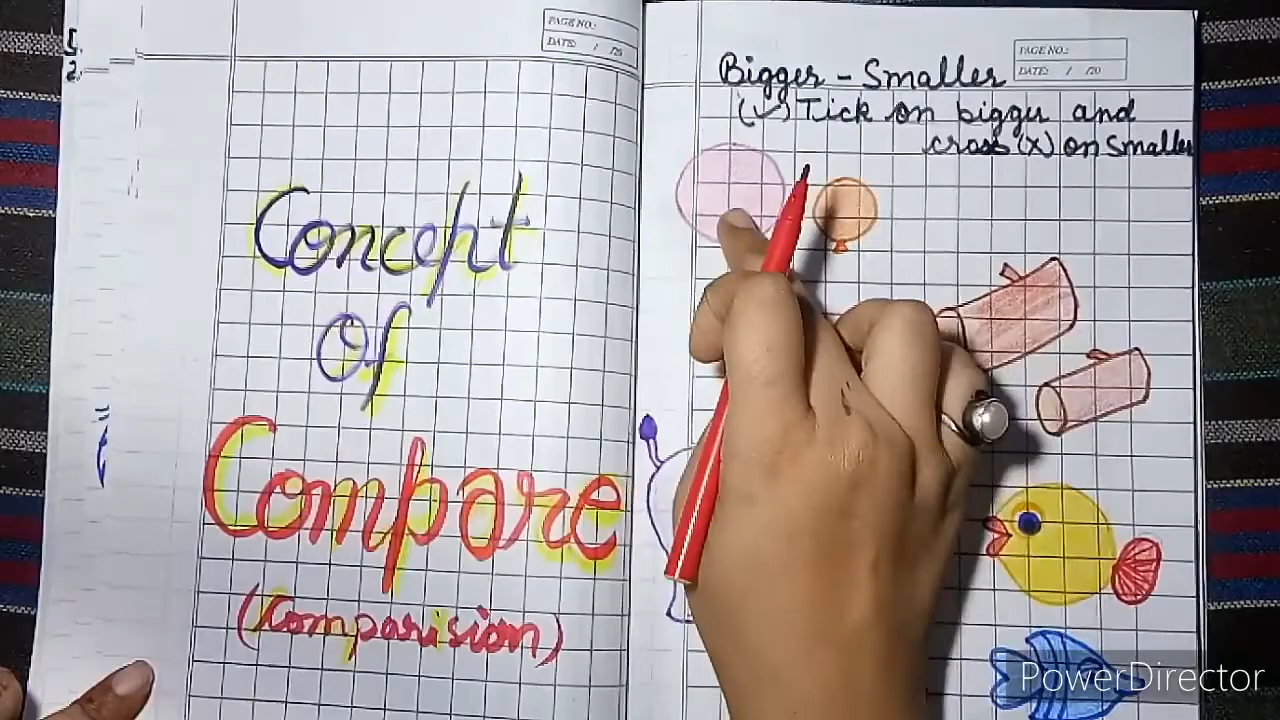 PAGE NO.:
DATE: / /20
Concept
Of
Compare
(Comparision)
PAGE NO.:
DATE: / /20
Bigger - Smaller
(✓) Tick on bigger and
cross (x) on Smaller
PowerDirector